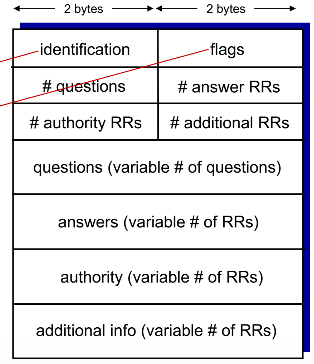 2 bytes 2 bytes
identification flags
# questions # answer RRs
# authority RRs # additional RRs
questions (variable # of questions)
answers (variable # of RRs)
authority (variable # of RRs)
additional info (variable # of RRs)